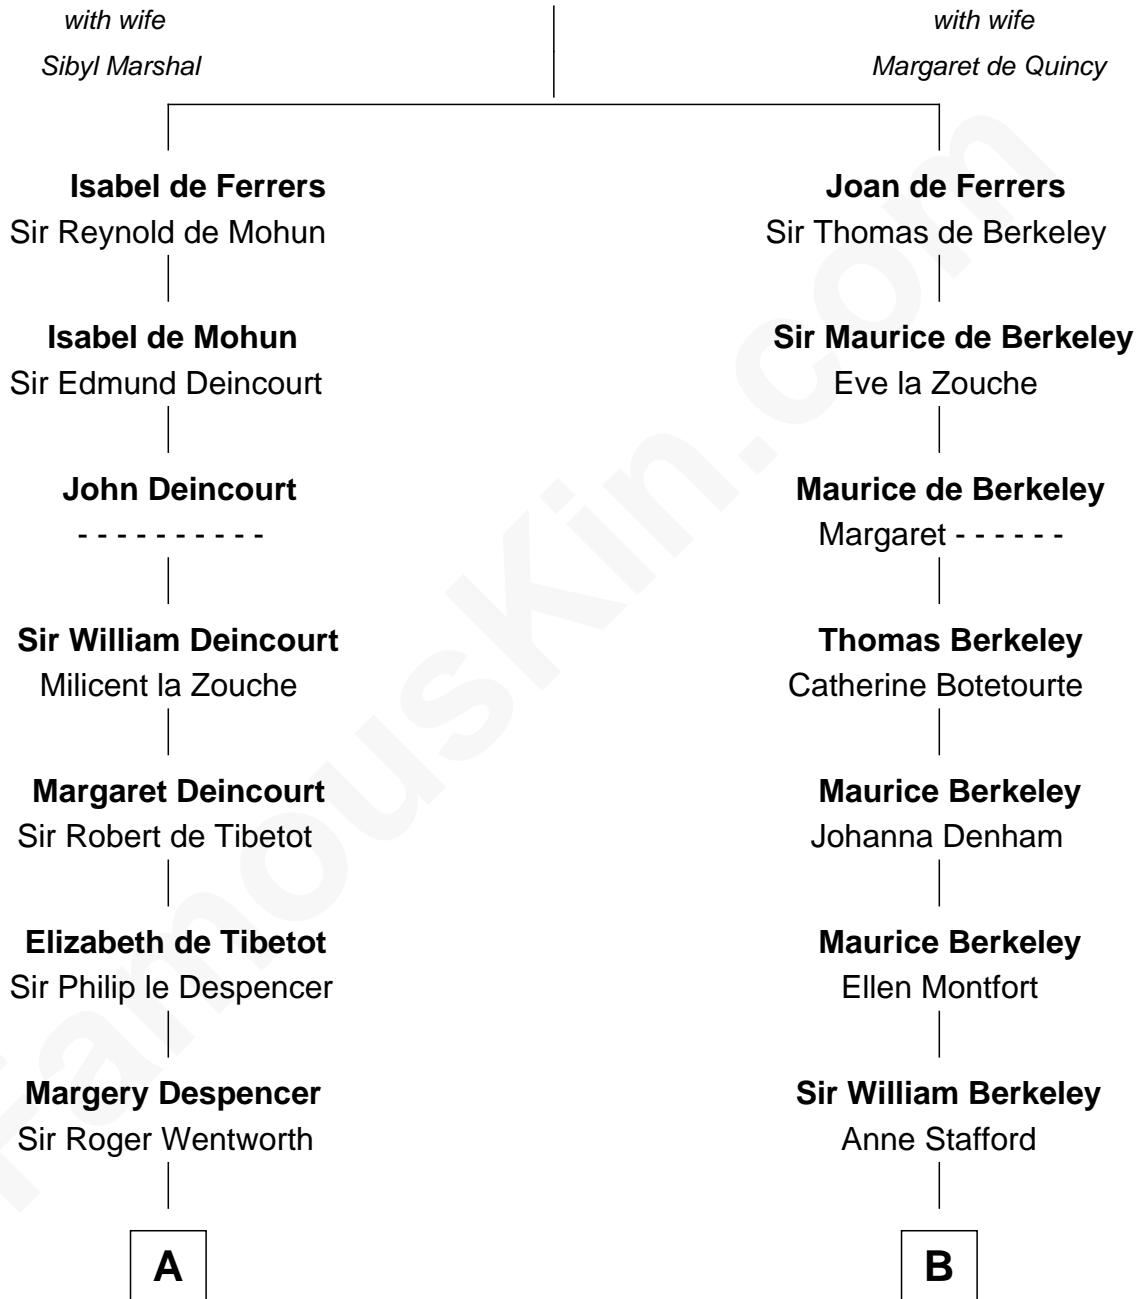 with wife
Sibyl Marshal
with wife
Margaret de Quincy
Isabel de Ferrers
Sir Reynold de Mohun
Joan de Ferrers
Sir Thomas de Berkeley
Isabel de Mohun
Sir Edmund Deincourt
Sir Maurice de Berkeley
Eve la Zouche
John Deincourt
- - - - - - - - - -
Maurice de Berkeley
Margaret - - - - - -
Sir William Deincourt
Milicent la Zouche
Thomas Berkeley
Catherine Botetourte
Margaret Deincourt
Sir Robert de Tibetot
Maurice Berkeley
Johanna Denham
Elizabeth de Tibetot
Sir Philip le Despencer
Maurice Berkeley
Ellen Montfort
Margery Despencer
Sir Roger Wentworth
Sir William Berkeley
Anne Stafford
A
B
FamousKin.com